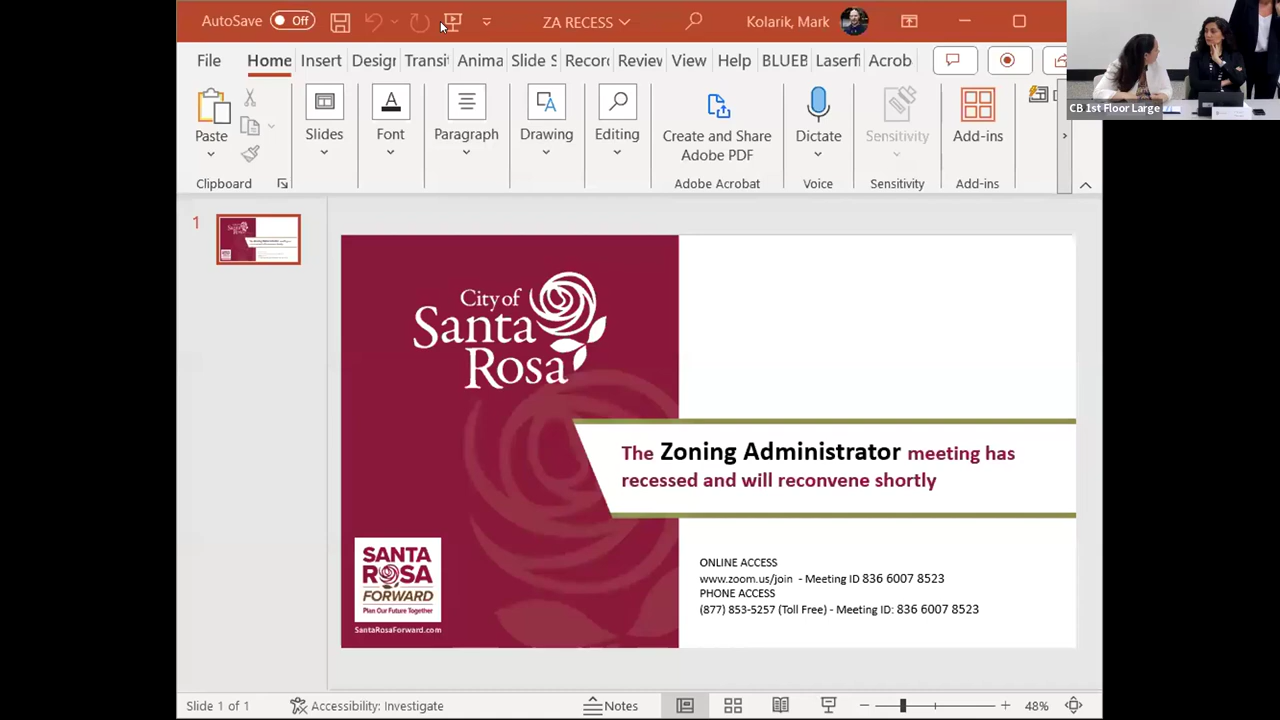 AutoSave Off ZA RECESS Kolarik, Mark
File Home Insert Design Transi Anima Slide S Record Review View Help BLUEB Laserfi Acrob
CB 1st Floor Large
Paste Slides Font Paragraph Drawing Editing Create and Share Adobe PDF Dictate Sensitivity Add-ins
Clipboard Adobe Acrobat Voice Sensitivity Add-ins
1
City of
Santa
Rosa
The Zoning Administrator meeting has
recessed and will reconvene shortly
SANTA
ROSA
FORWARD
Plan Our Future Together
SantaRosaForward.com
ONLINE ACCESS
www.zoom.us/join - Meeting ID 836 6007 8523
PHONE ACCESS
(877) 853-5257 (Toll Free) - Meeting ID: 836 6007 8523
Slide 1 of 1 Accessibility: Investigate Notes 48%